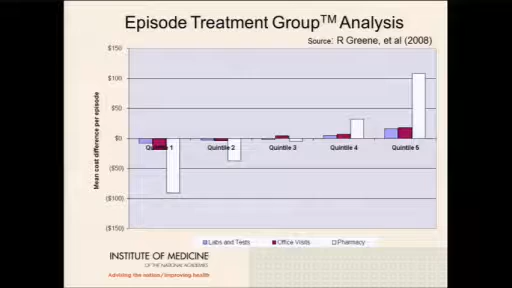 Episode Treatment Group™ Analysis
Source: R Greene, et al (2008)
$150
$100
$50
$0
($50)
($100)
($150)
Mean cost difference per episode
Quintile 1 Quintile 2 Quintile 3 Quintile 4 Quintile 5
Labs and Tests Office Visits Pharmacy
INSTITUTE OF MEDICINE
OF THE NATIONAL ACADEMIES
Advising the nation/Improving health